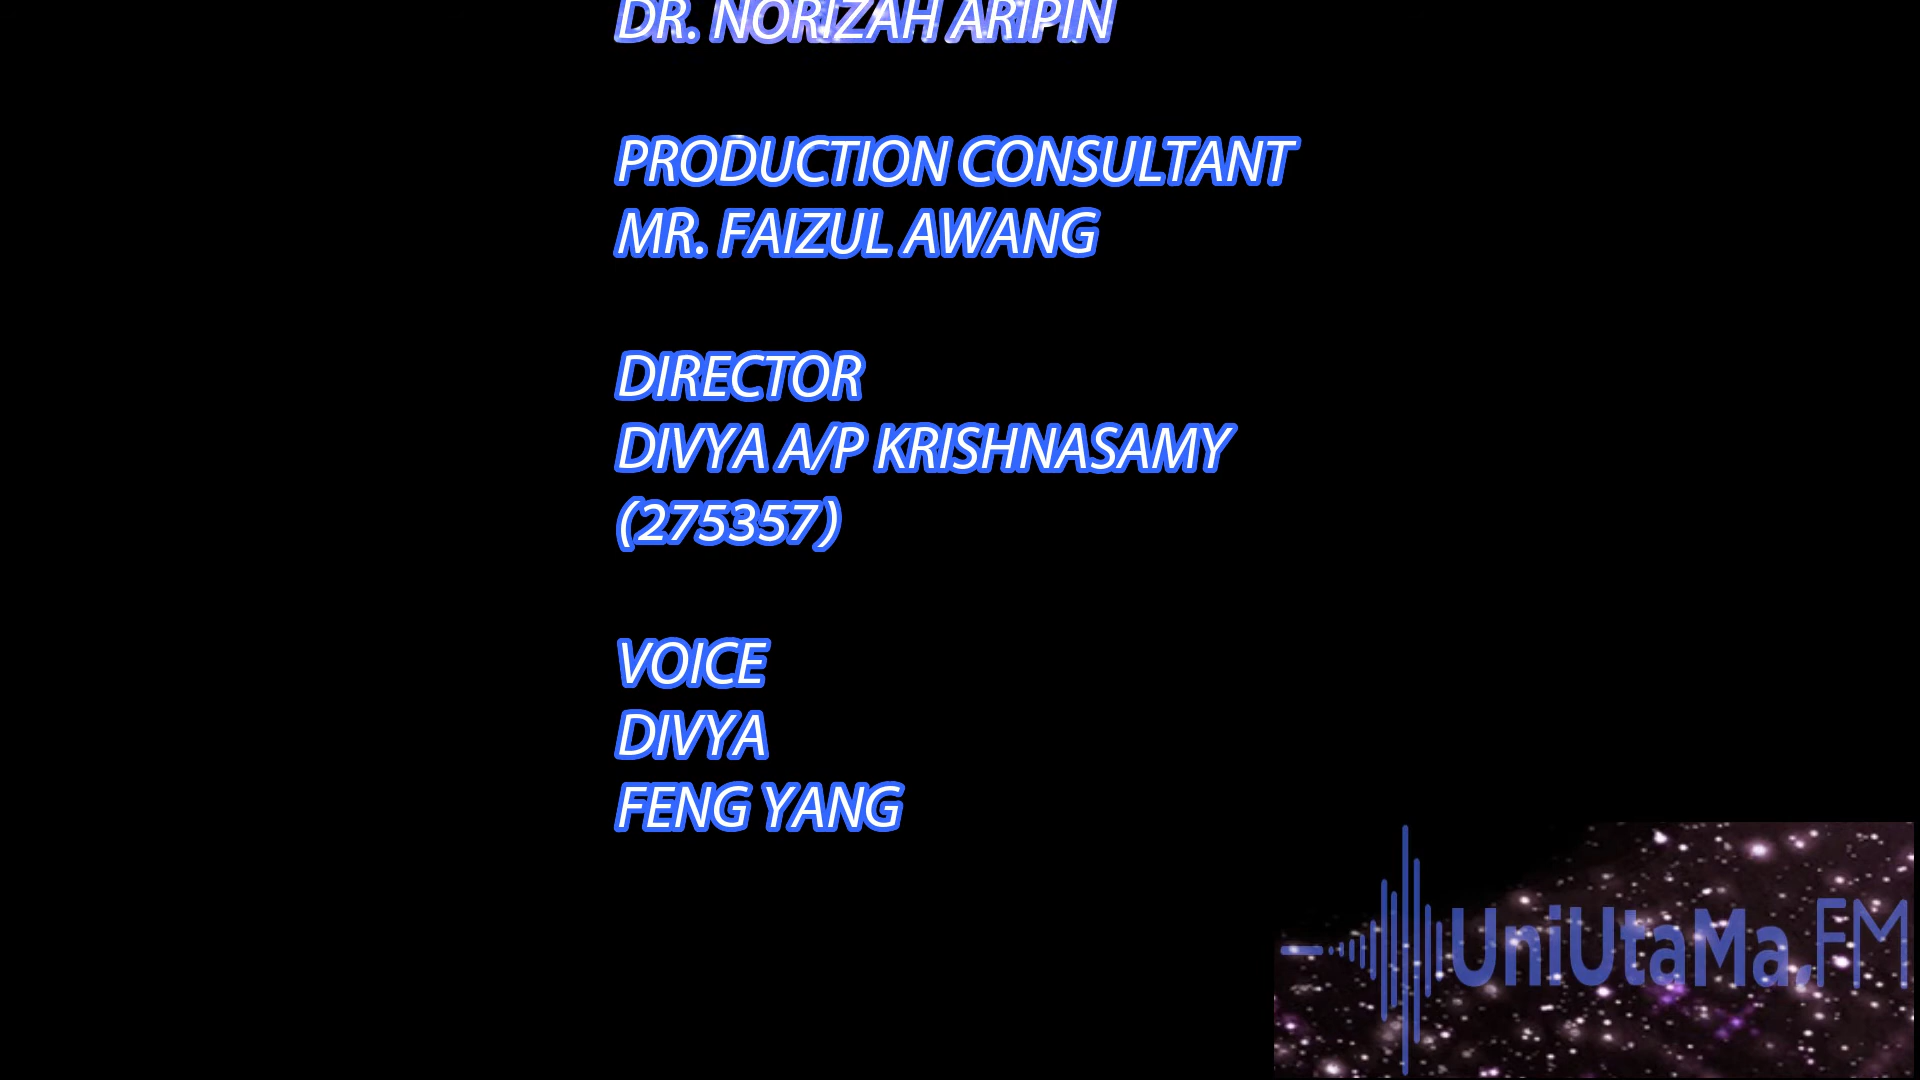 DR. NORIZAH ARIPIN
PRODUCTION CONSULTANT
MR. FAIZUL AWANG
DIRECTOR
DIVYA A/P KRISHNASAMY
(275357)
VOICE
DIVYA
FENG YANG
UniUtaMa.FM